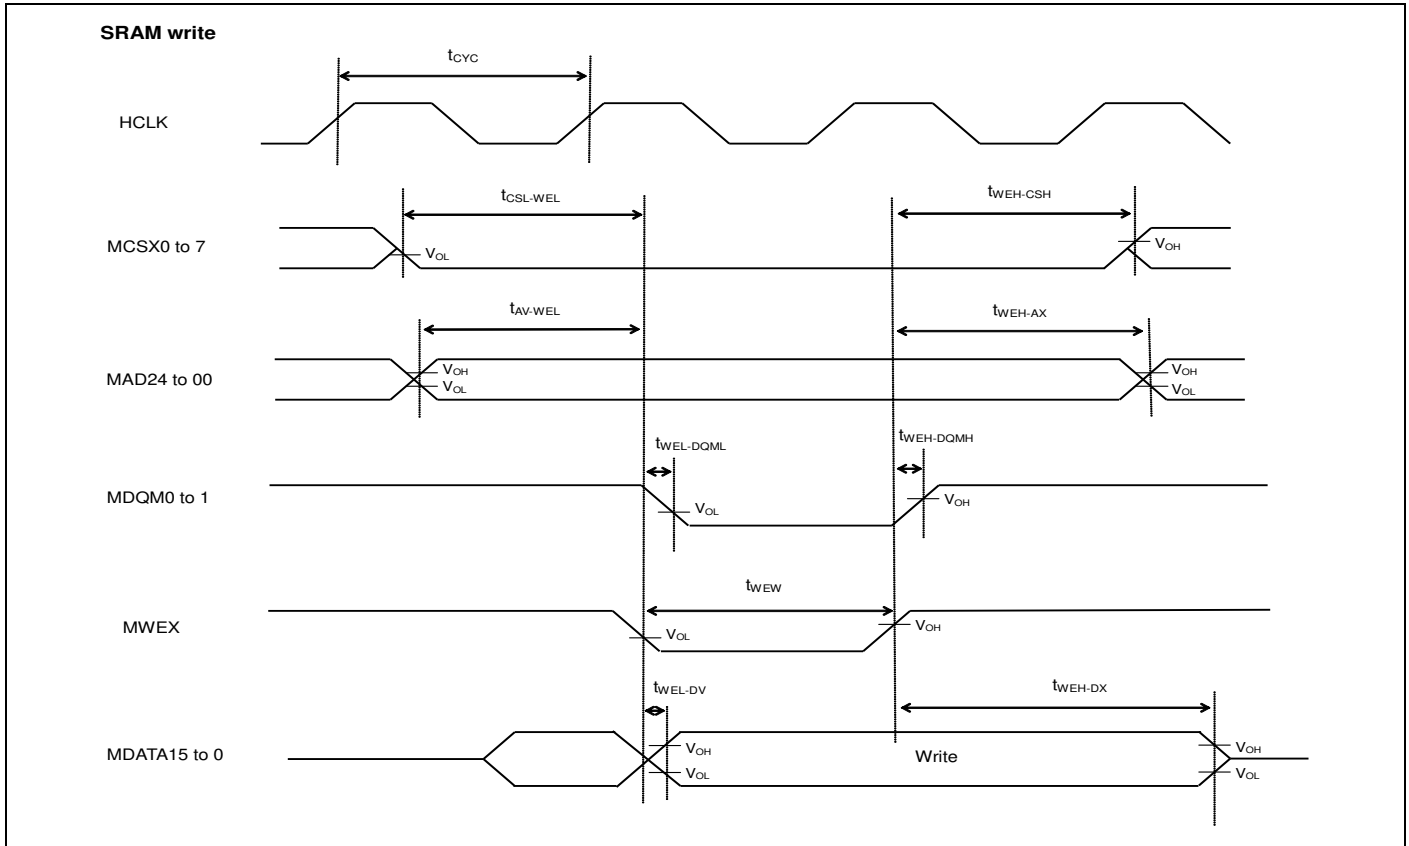 SRAM write
tCYC
HCLK
tCSL-WEL
tWEH-CSH
MCSX0 to 7
VOL
VOH
tAV-WEL
tWEH-AX
MAD24 to 00
VOH
VOL
VOH
VOL
tWEL-DQML
tWEH-DQMH
MDQM0 to 1
VOL
VOH
tWEW
MWEX
VOL
VOH
tWEL-DV
tWEH-DX
MDATA15 to 0
VOH
VOL
Write
VOH
VOL